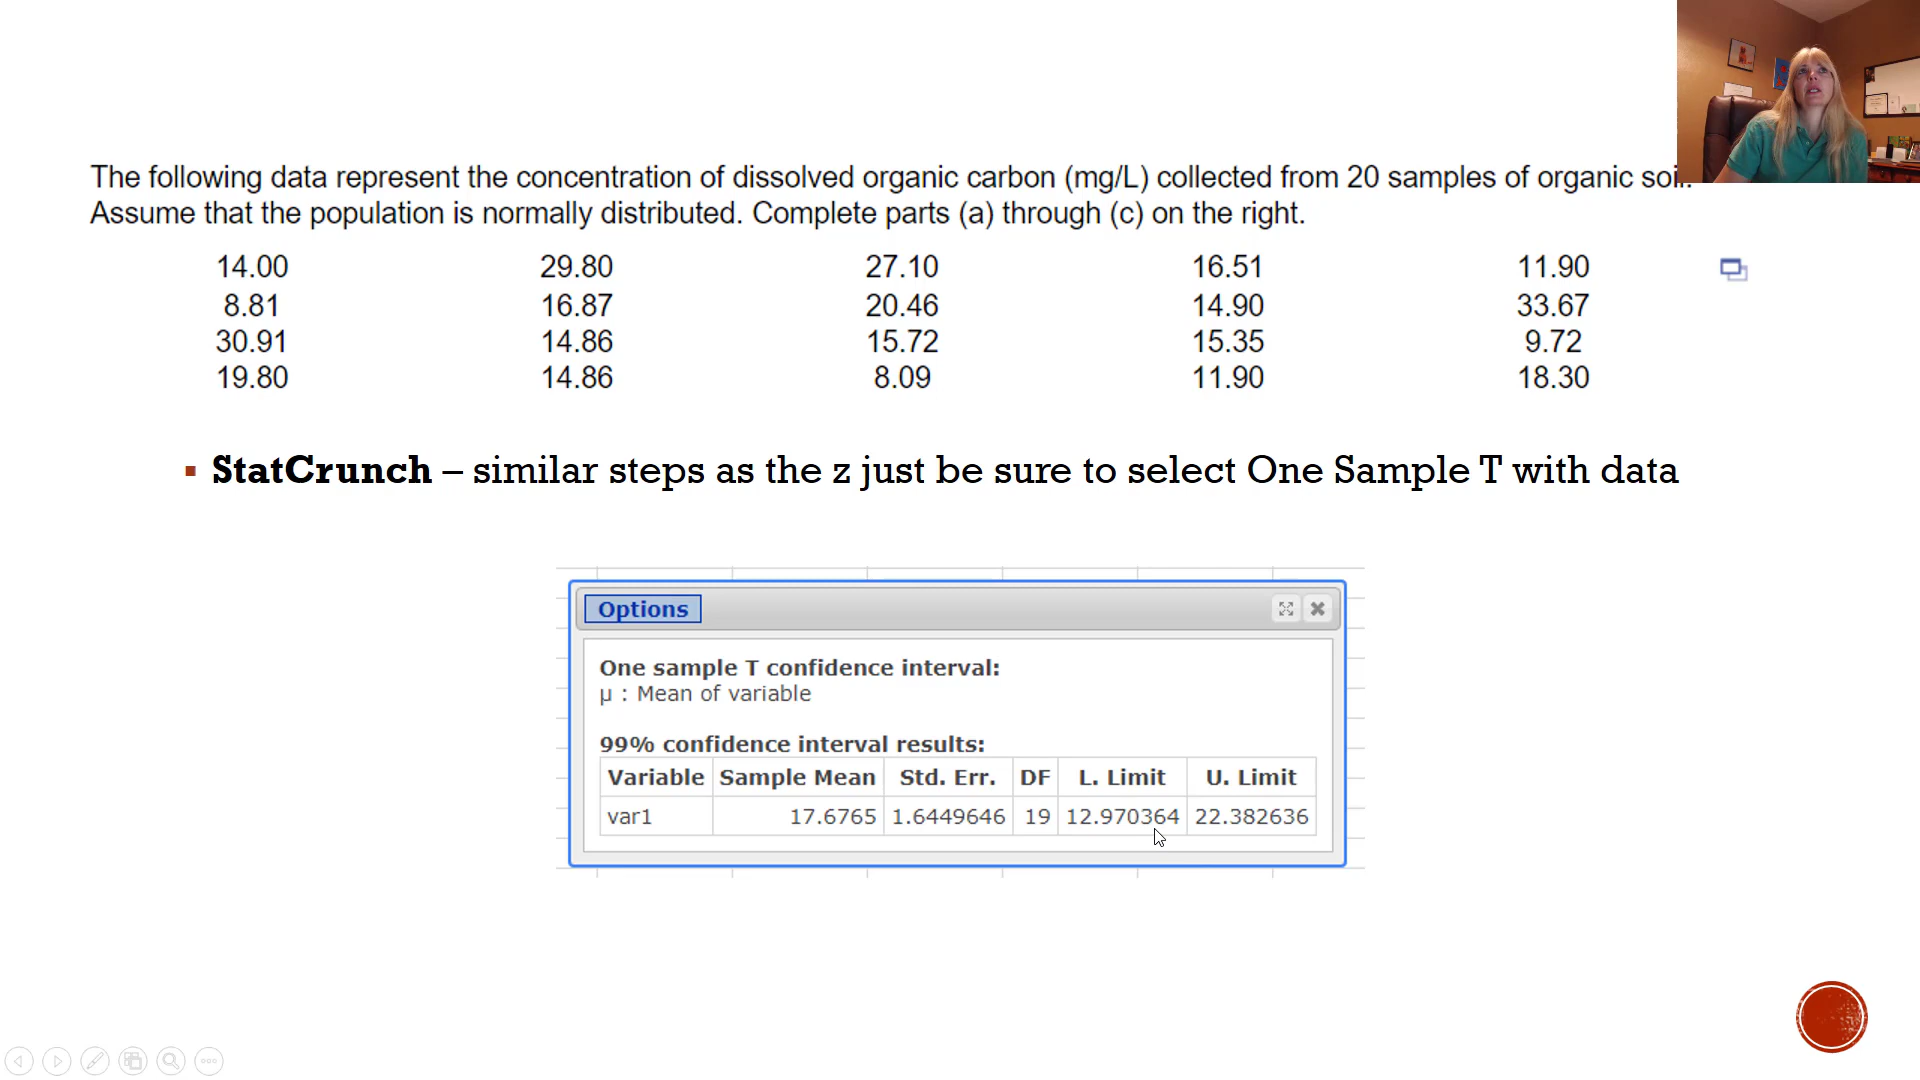 The following data represent the concentration of dissolved organic carbon (mg/L) collected from 20 samples of organic soil.
Assume that the population is normally distributed. Complete parts (a) through (c) on the right.
14.00 29.80 27.10 16.51 11.90
8.81 16.87 20.46 14.90 33.67
30.91 14.86 15.72 15.35 9.72
19.80 14.86 8.09 11.90 18.30
StatCrunch – similar steps as the z just be sure to select One Sample T with data
Options
One sample T confidence interval:
μ : Mean of variable
99% confidence interval results:
Variable Sample Mean Std. Err. DF L. Limit U. Limit
var1 17.6765 1.6449646 19 12.970364 22.382636